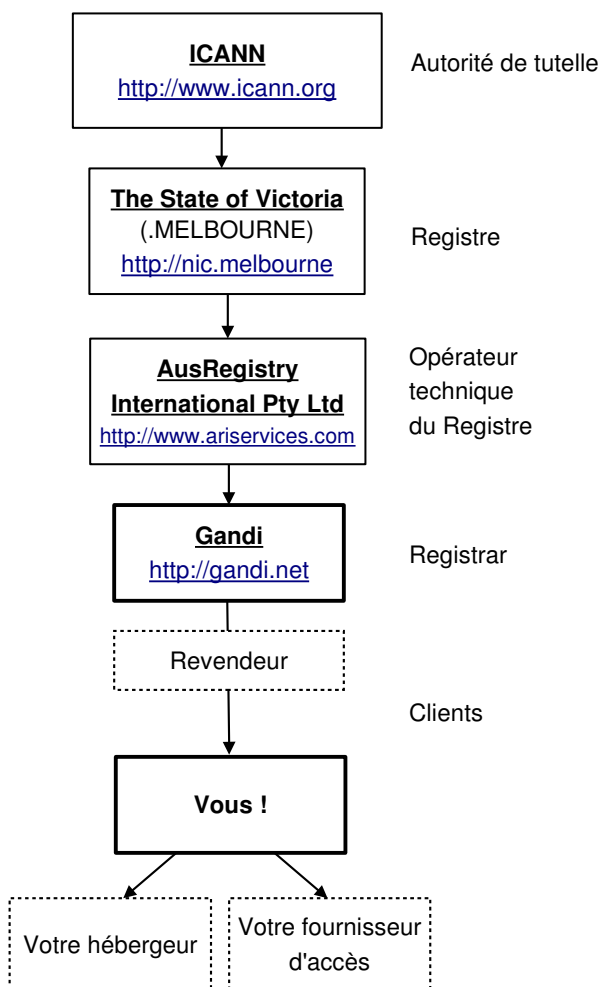 ICANN
http://www.icann.org
Autorité de tutelle
The State of Victoria
(.MELBOURNE)
http://nic.melbourne
Registre
AusRegistry
International Pty Ltd
http://www.ariservices.com
Opérateur
technique
du Registre
Gandi
http://gandi.net
Registrar
Revendeur
Clients
Vous !
Votre hébergeur
Votre fournisseur
d'accès